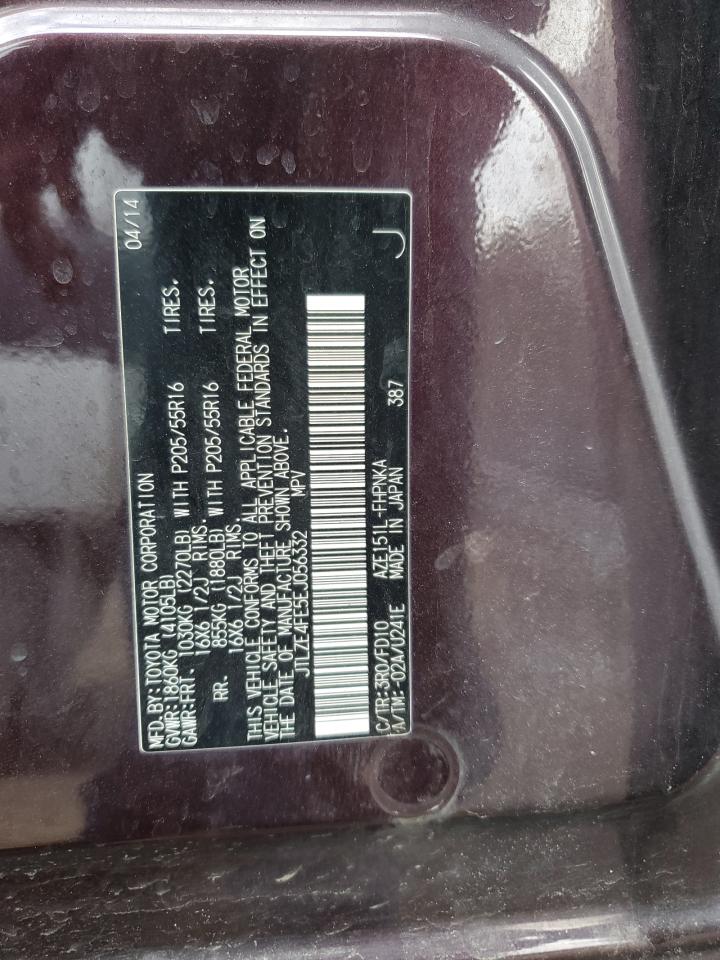 MFD.BY:TOYOTA MOTOR CORPORATION 04/14
GVWR:1860KG (4105LB)
GAWR:FRT 1030KG (2270LB) WITH P205/55R16 TIRES.
16X6 1/2J RIMS.
RR. 855KG (1880LB) WITH P205/55R16 TIRES.
16X6 1/2J RIMS.
THIS VEHICLE CONFORMS TO ALL APPLICABLE FEDERAL MOTOR
VEHICLE SAFETY AND THEFT PREVENTION STANDARDS IN EFFECT ON
THE DATE OF MANUFACTURE SHOWN ABOVE.
JTLZE4FE5EJ056332 MPV
C/TR:3R0/FD10 AZE151L-FHPNKA
A/TM:-02A/U241E MADE IN JAPAN 387 J